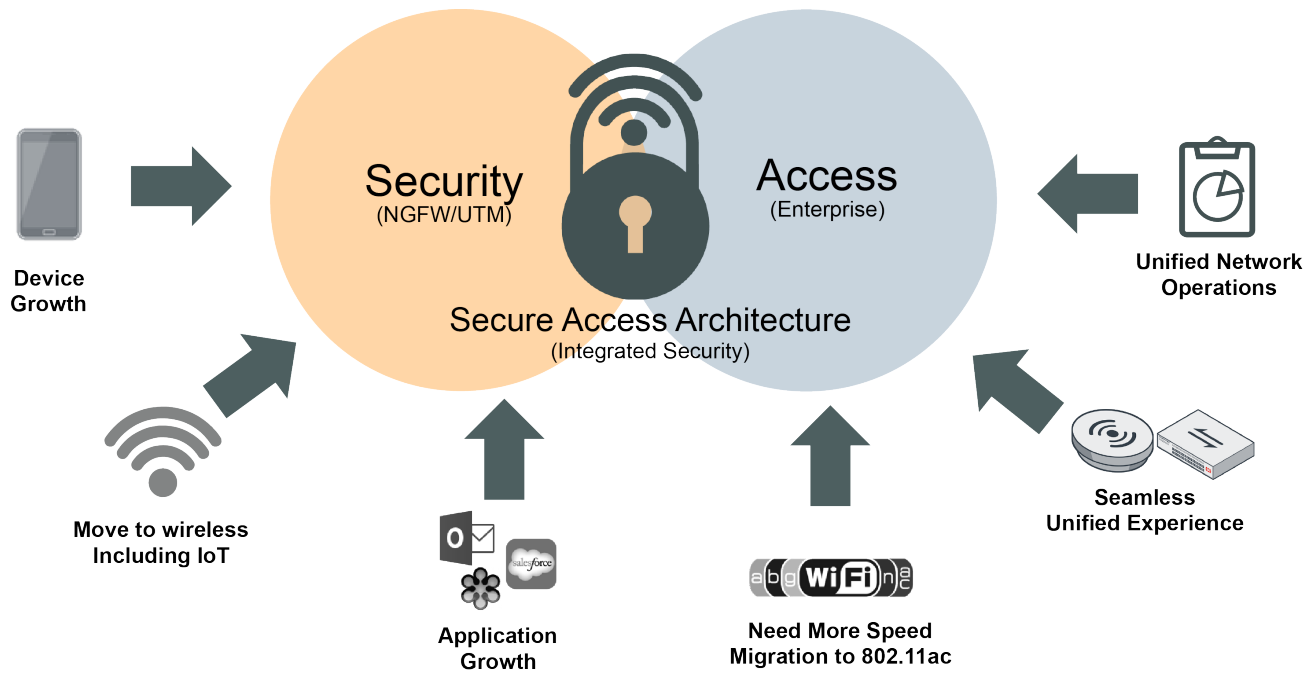 Security
(NGFW/UTM)
Access
(Enterprise)
Secure Access Architecture
(Integrated Security)
Device
Growth
Unified Network
Operations
Move to wireless
Including IoT
Seamless
Unified Experience
O
salesforce
Application
Growth
a b g WiFi n ac
Need More Speed
Migration to 802.11ac